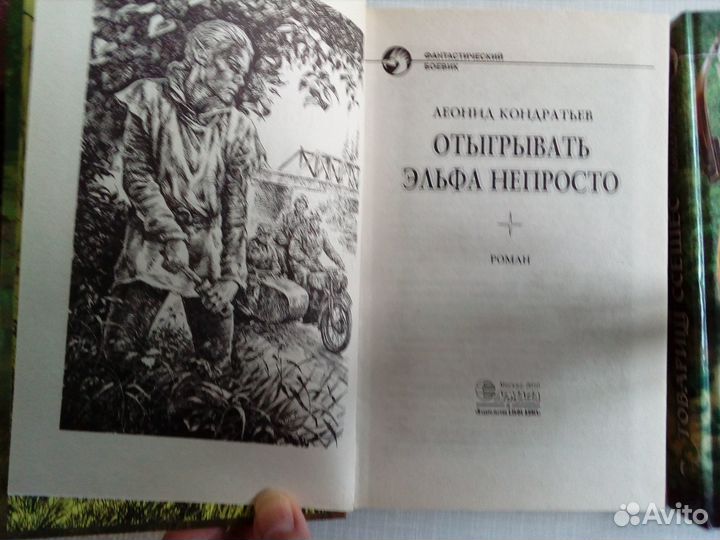 ФАНТАСТИЧЕСКИЙ
БОЕВИК
ЛЕОНИД КОНДРАТЬЕВ
ОТЫГРЫВАТЬ
ЭЛЬФА НЕПРОСТО
РОМАН
ТОВАРИЩ
Avito